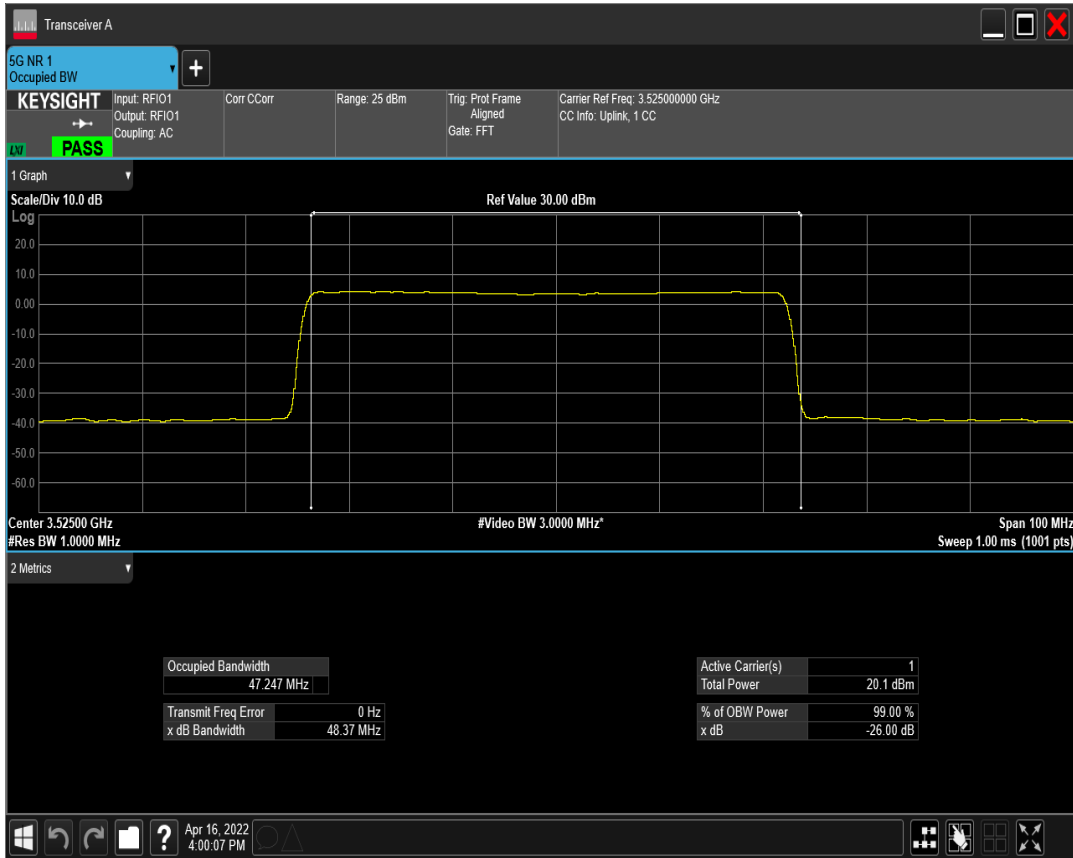 Transceiver A
5G NR 1
Occupied BW
KEYSIGHT
LXI
PASS
Input: RFIO1
Output: RFIO1
Coupling: AC
Corr CCorr
Range: 25 dBm
Trig: Prot Frame
Aligned
Gate: FFT
Carrier Ref Freq: 3.525000000 GHz
CC Info: Uplink, 1 CC
1 Graph
Scale/Div 10.0 dB
Ref Value 30.00 dBm
Log
20.0
10.0
0.00
-10.0
-20.0
-30.0
-40.0
-50.0
-60.0
Center 3.52500 GHz
#Video BW 3.0000 MHz*
Span 100 MHz
#Res BW 1.0000 MHz
Sweep 1.00 ms (1001 pts)
2 Metrics
Occupied Bandwidth
47.247 MHz
Transmit Freq Error 0 Hz
x dB Bandwidth 48.37 MHz
Active Carrier(s) 1
Total Power 20.1 dBm
% of OBW Power 99.00 %
x dB -26.00 dB
?
Apr 16, 2022
4:00:07 PM